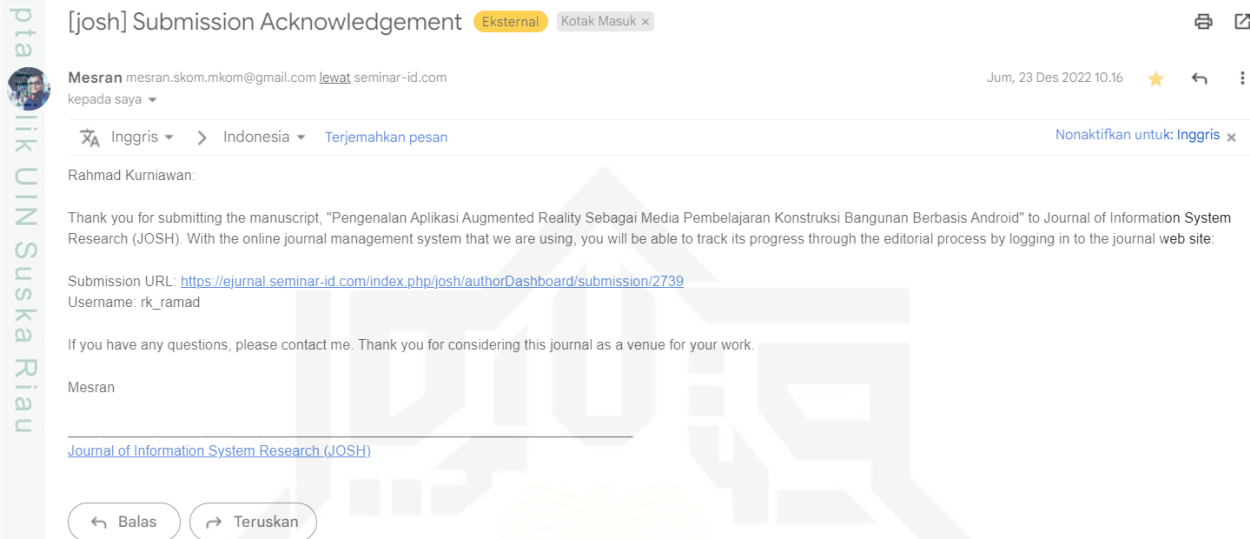 [josh] Submission Acknowledgement Eksternal Kotak Masuk ×
Mesran mesran.skom.mkom@gmail.com lewat seminar-id.com
Jum, 23 Des 2022 10.16
kepada saya
Inggris > Indonesia Terjemahkan pesan
Nonaktifkan untuk: Inggris ×
Rahmad Kurniawan:
Thank you for submitting the manuscript, "Pengenalan Aplikasi Augmented Reality Sebagai Media Pembelajaran Konstruksi Bangunan Berbasis Android" to Journal of Information System
Research (JOSH). With the online journal management system that we are using, you will be able to track its progress through the editorial process by logging in to the journal web site:
Submission URL: https://ejurnal.seminar-id.com/index.php/josh/authorDashboard/submission/2739
Username: rk_ramad
If you have any questions, please contact me. Thank you for considering this journal as a venue for your work.
Mesran
Journal of Information System Research (JOSH)
Balas Teruskan
pta lik UIN Suska Riau